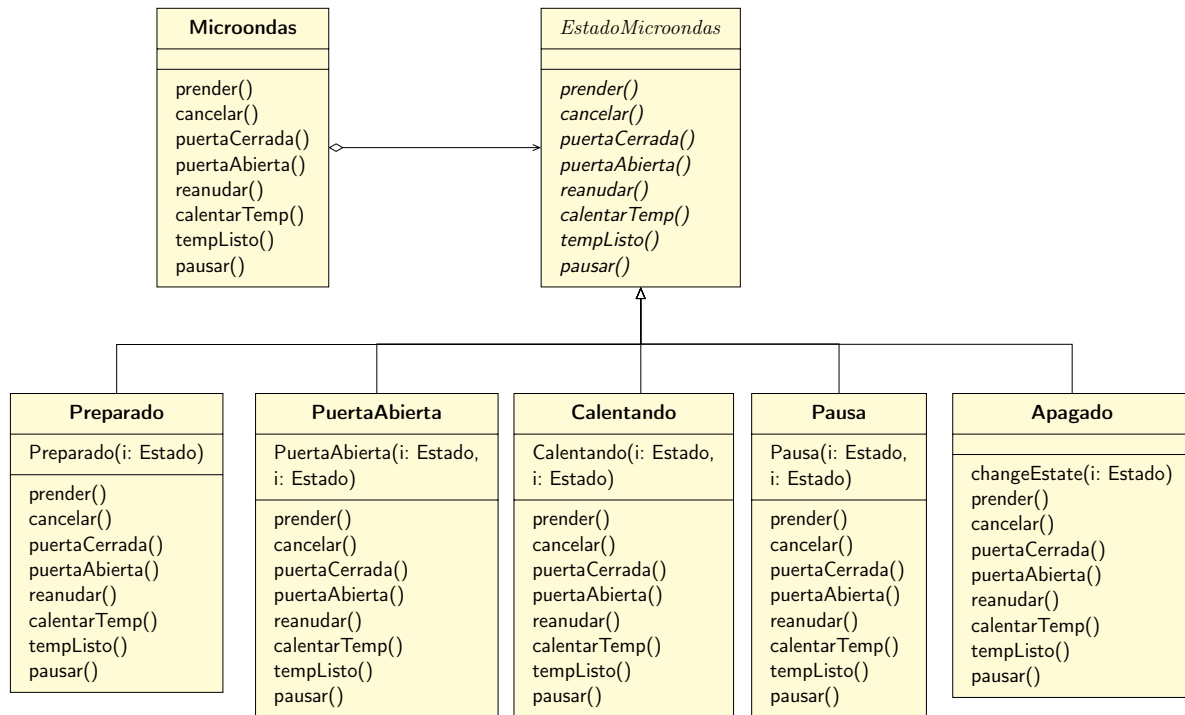 Microondas
prender()
cancelar()
puertaCerrada()
puertaAbierta()
reanudar()
calentarTemp()
tempListo()
pausar()
EstadoMicroondas
prender()
cancelar()
puertaCerrada()
puertaAbierta()
reanudar()
calentarTemp()
tempListo()
pausar()
Preparado
Preparado(i: Estado)
prender()
cancelar()
puertaCerrada()
puertaAbierta()
reanudar()
calentarTemp()
tempListo()
pausar()
PuertaAbierta
PuertaAbierta(i: Estado,
i: Estado)
prender()
cancelar()
puertaCerrada()
puertaAbierta()
reanudar()
calentarTemp()
tempListo()
pausar()
Calentando
Calentando(i: Estado,
i: Estado)
prender()
cancelar()
puertaCerrada()
puertaAbierta()
reanudar()
calentarTemp()
tempListo()
pausar()
Pausa
Pausa(i: Estado,
i: Estado)
prender()
cancelar()
puertaCerrada()
puertaAbierta()
reanudar()
calentarTemp()
tempListo()
pausar()
Apagado
changeEstate(i: Estado)
prender()
cancelar()
puertaCerrada()
puertaAbierta()
reanudar()
calentarTemp()
tempListo()
pausar()